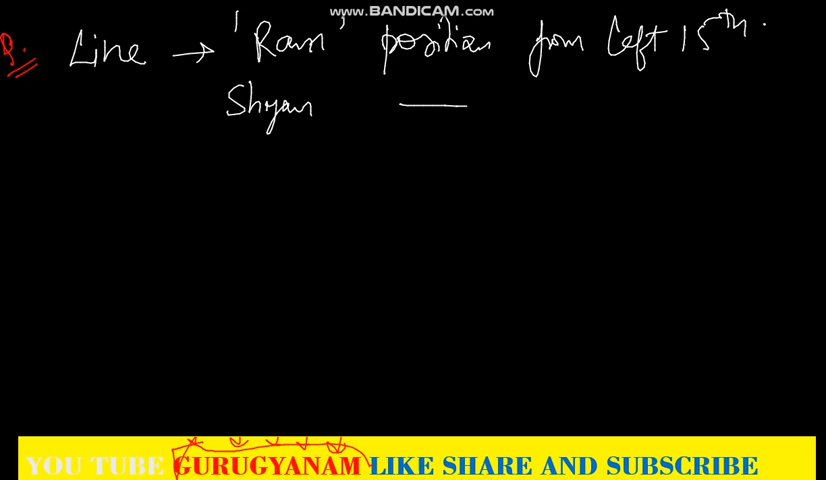 WWW.BANDICAM.COM
Q. Line → 'Ram' position from left 15th.
Shyam ——
YOU TUBE GURUGYANAM LIKE SHARE AND SUBSCRIBE